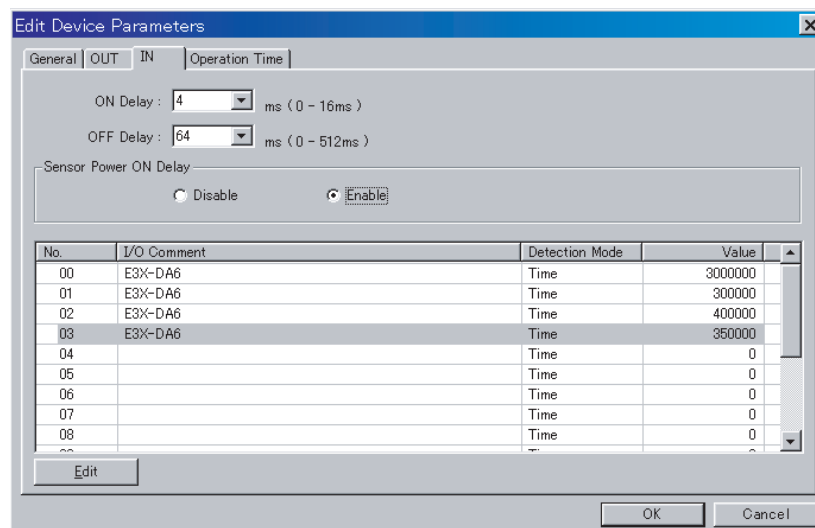 Edit Device Parameters
General OUT IN Operation Time
ON Delay : 4 ms ( 0 - 16ms )
OFF Delay : 64 ms ( 0 - 512ms )
Sensor Power ON Delay
Disable Enable
No. I/O Comment Detection Mode Value
00 E3X-DA6 Time 3000000
01 E3X-DA6 Time 300000
02 E3X-DA6 Time 400000
03 E3X-DA6 Time 350000
04 Time 0
05 Time 0
06 Time 0
07 Time 0
08 Time 0
Edit
OK Cancel